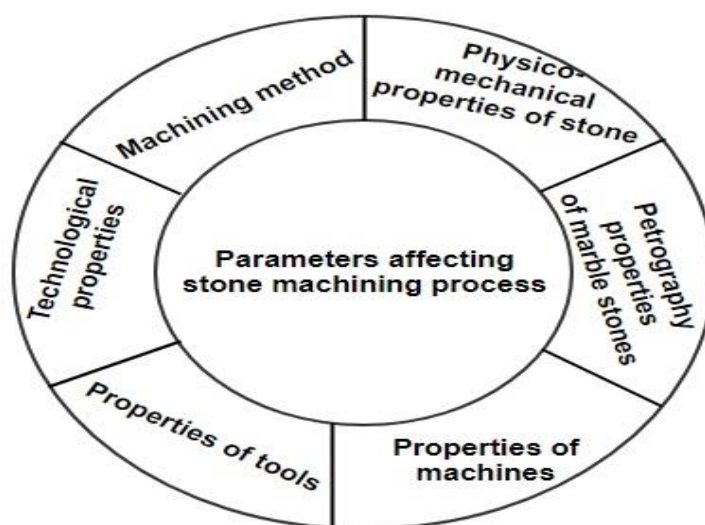 Physico-
mechanical
properties of stone
Petrography
properties
of marble stones
Properties of
machines
Properties of tools
Technological
properties
Machining method
Parameters affecting
stone machining process